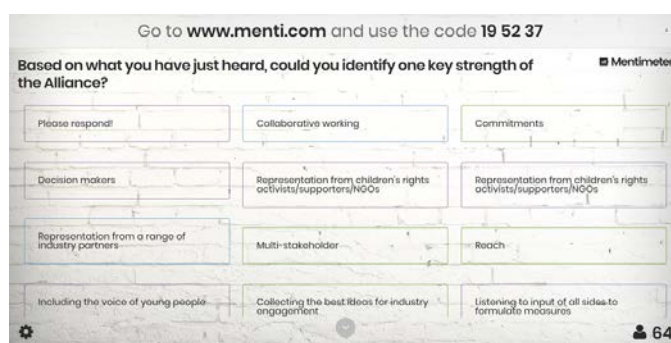 Go to www.menti.com and use the code 19 52 37
Based on what you have just heard, could you identify one key strength of
the Alliance?
Mentimeter
Please respond!
Collaborative working
Commitments
Decision makers
Representation from children's rights
activists/supporters/NGOs
Representation from children's rights
activists/supporters/NGOs
Representation from a range of
industry partners
Multi-stakeholder
Reach
Including the voice of young people
Collecting the best ideas for industry
engagement
Listening to input of all sides to
formulate measures
64